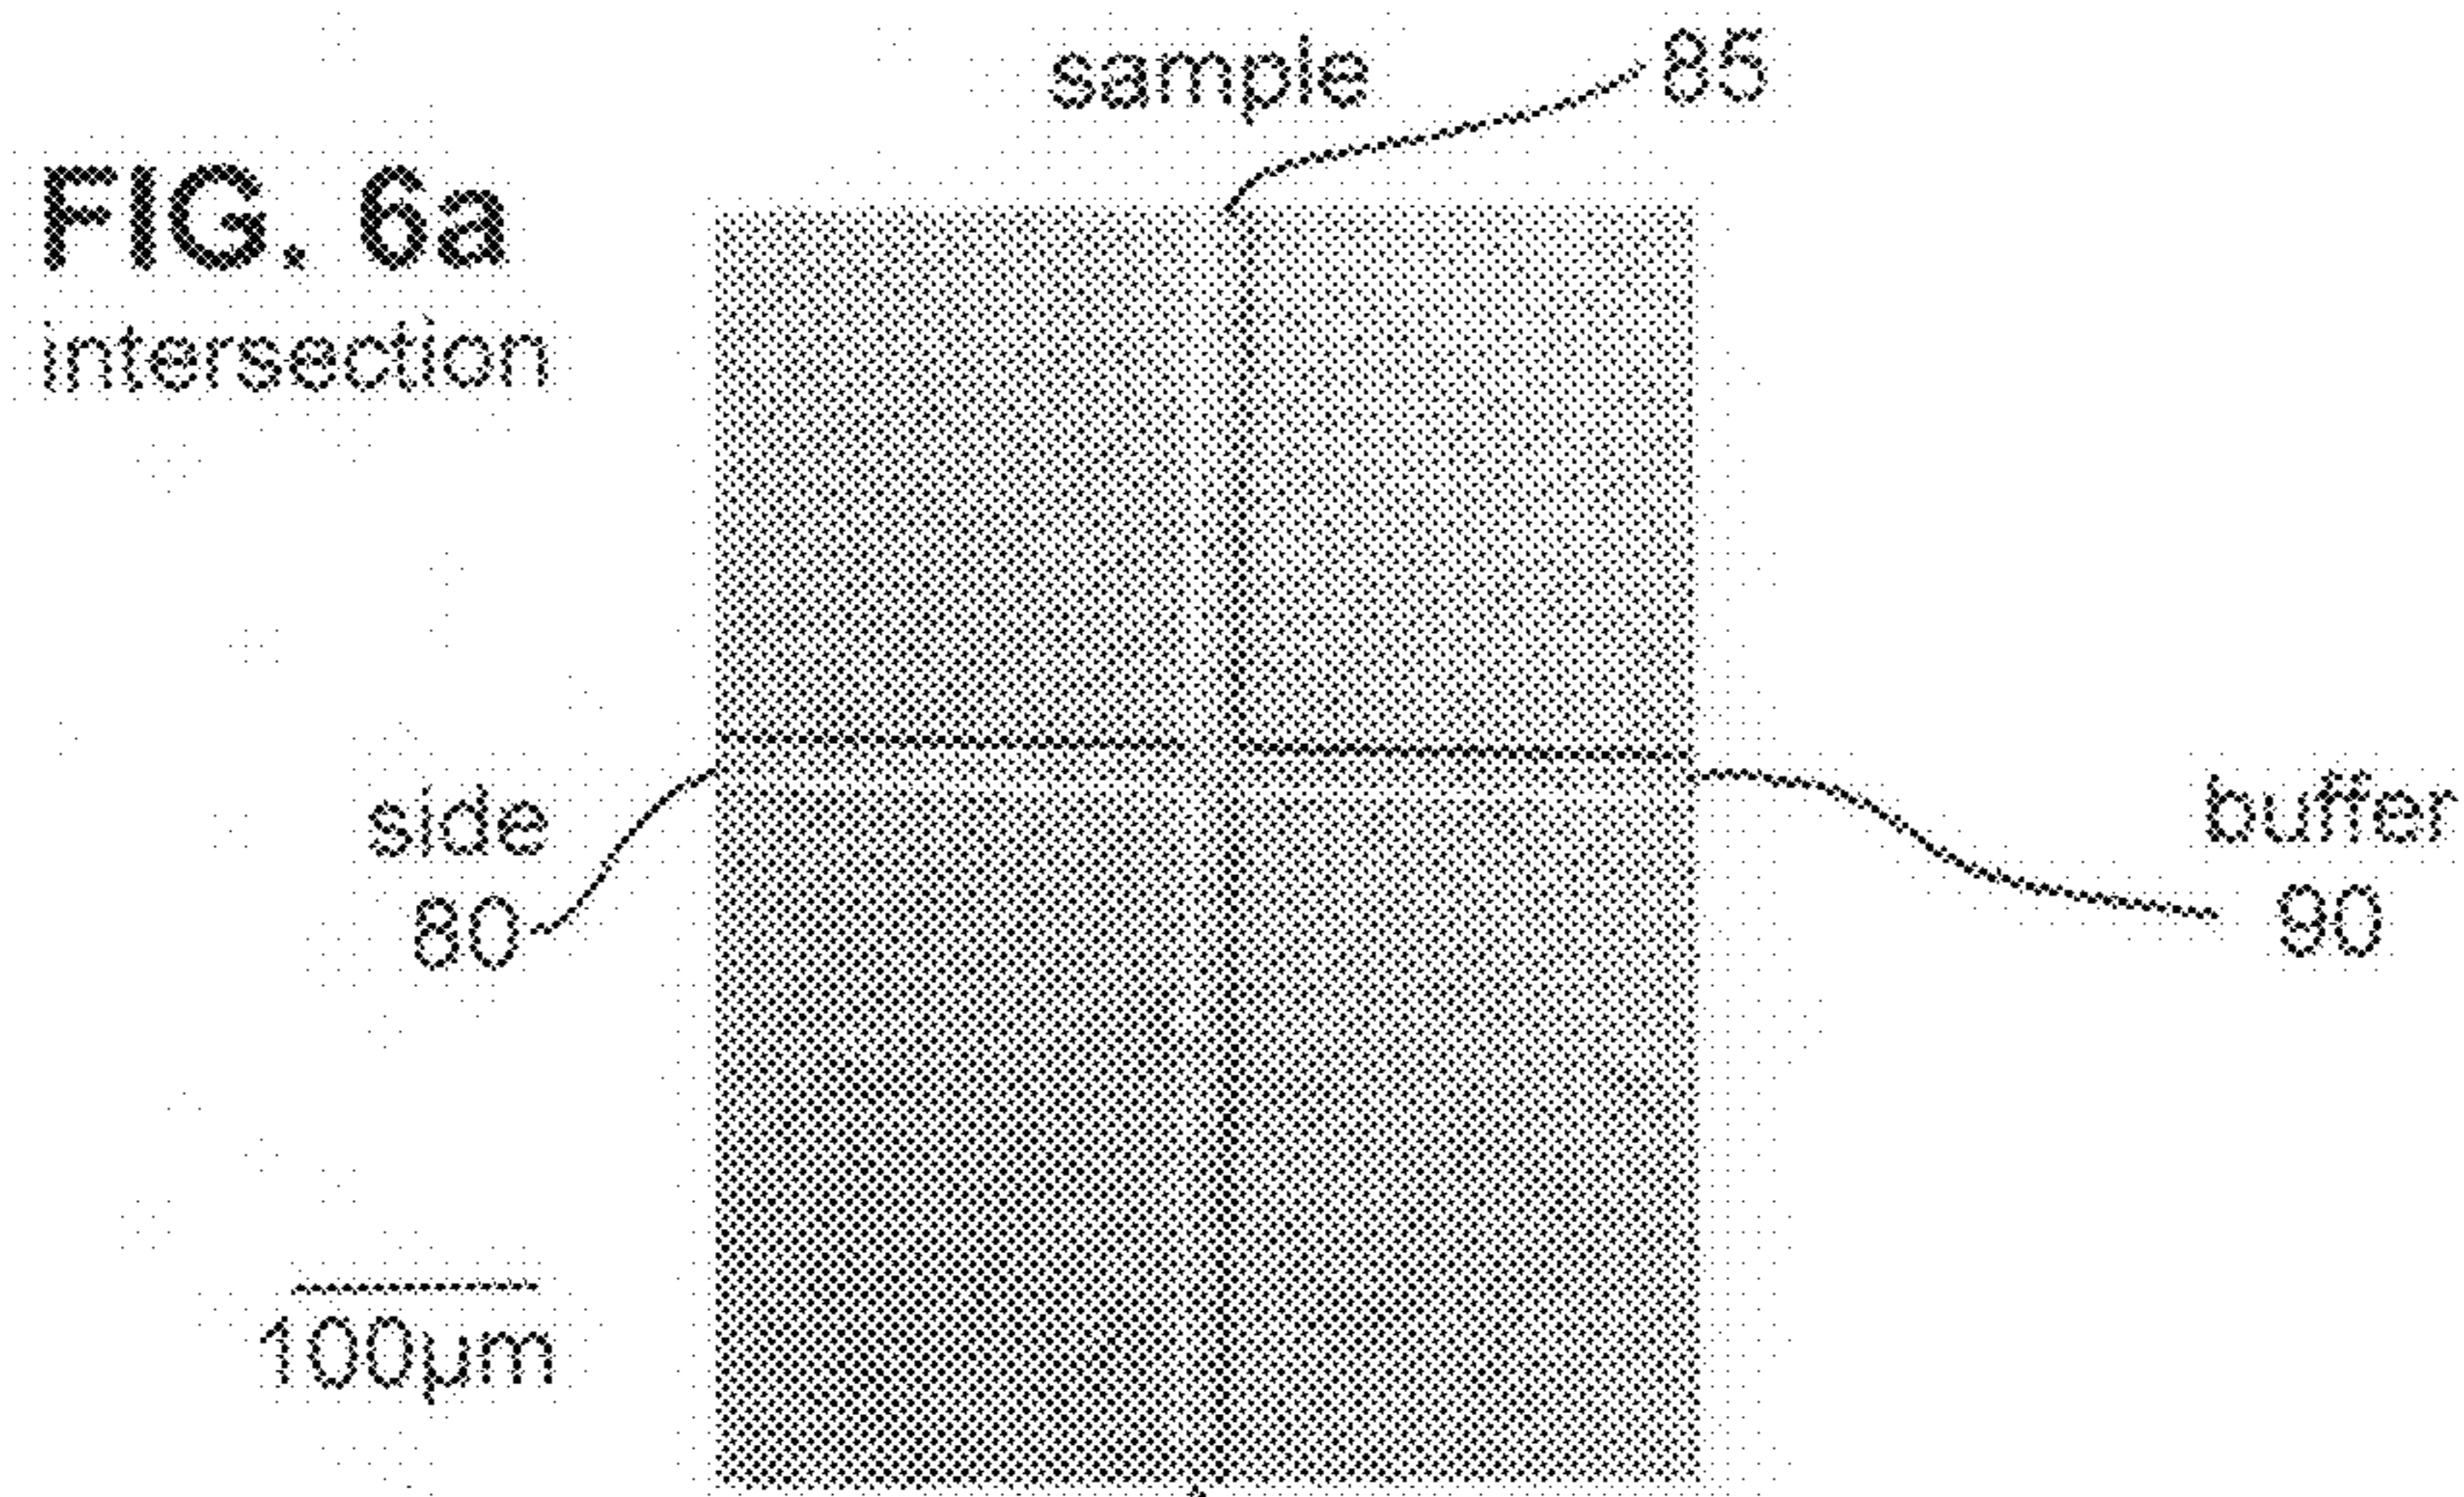 sample 85
FIG. 6a
intersection
side
80
buffer
90
100µm